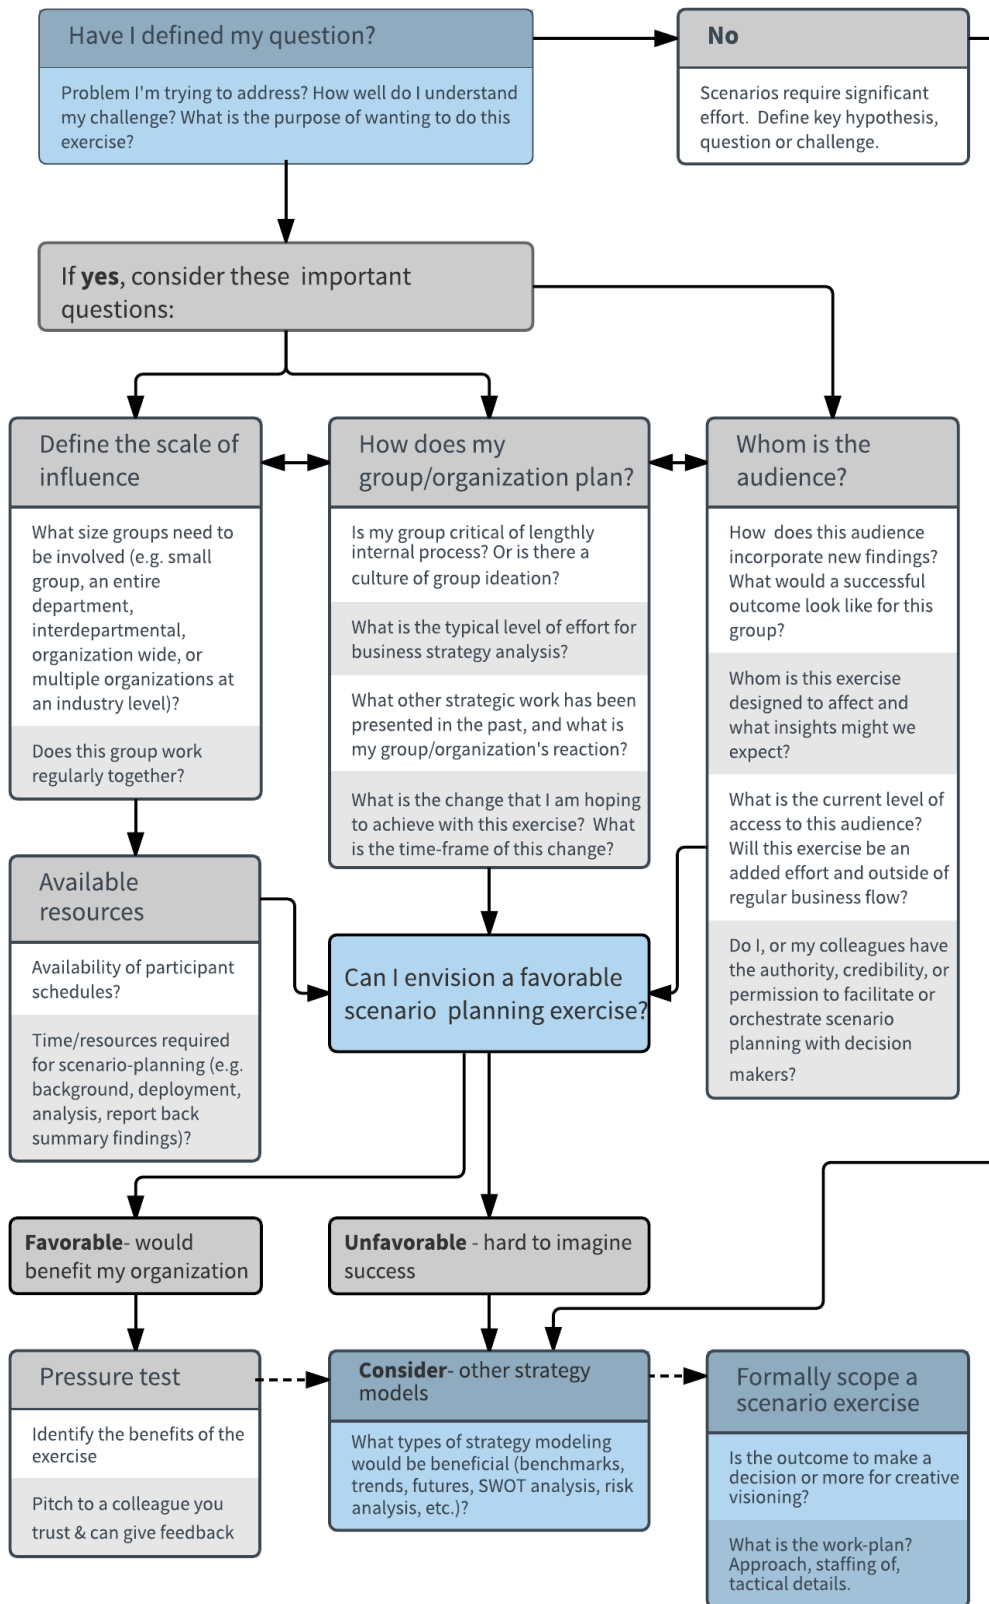 Have I defined my question?
Problem I'm trying to address? How well do I understand
my challenge? What is the purpose of wanting to do this
exercise?
No
Scenarios require significant
effort. Define key hypothesis,
question or challenge.
If yes, consider these important
questions:
Define the scale of
influence
What size groups need to
be involved (e.g. small
group, an entire
department,
interdepartmental,
organization wide, or
multiple organizations at
an industry level)?
Does this group work
regularly together?
How does my
group/organization plan?
Is my group critical of lengthly
internal process? Or is there a
culture of group ideation?
What is the typical level of effort for
business strategy analysis?
What other strategic work has been
presented in the past, and what is
my group/organization's reaction?
What is the change that I am hoping
to achieve with this exercise? What
is the time-frame of this change?
Whom is the
audience?
How does this audience
incorporate new findings?
What would a successful
outcome look like for this
group?
Whom is this exercise
designed to affect and
what insights might we
expect?
What is the current level of
access to this audience?
Will this exercise be an
added effort and outside of
regular business flow?
Do I, or my colleagues have
the authority, credibility, or
permission to facilitate or
orchestrate scenario
planning with decision
makers?
Available
resources
Availability of participant
schedules?
Time/resources required
for scenario-planning (e.g.
background, deployment,
analysis, report back
summary findings)?
Can I envision a favorable
scenario planning exercise?
Favorable- would
benefit my organization
Unfavorable - hard to imagine
success
Pressure test
Identify the benefits of the
exercise
Pitch to a colleague you
trust & can give feedback
Consider- other strategy
models
What types of strategy modeling
would be beneficial (benchmarks,
trends, futures, SWOT analysis, risk
analysis, etc.)?
Formally scope a
scenario exercise
Is the outcome to make a
decision or more for creative
visioning?
What is the work-plan?
Approach, staffing of,
tactical details.